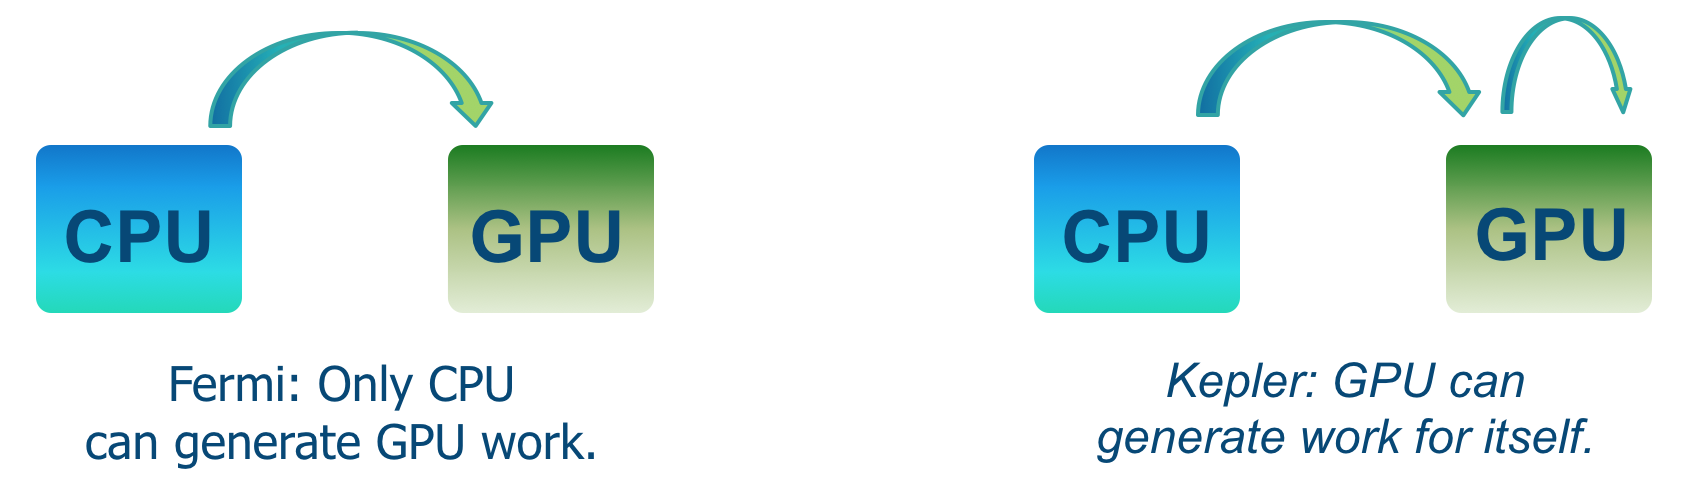 CPU
GPU
Fermi: Only CPU
can generate GPU work.
CPU
GPU
Kepler: GPU can
generate work for itself.